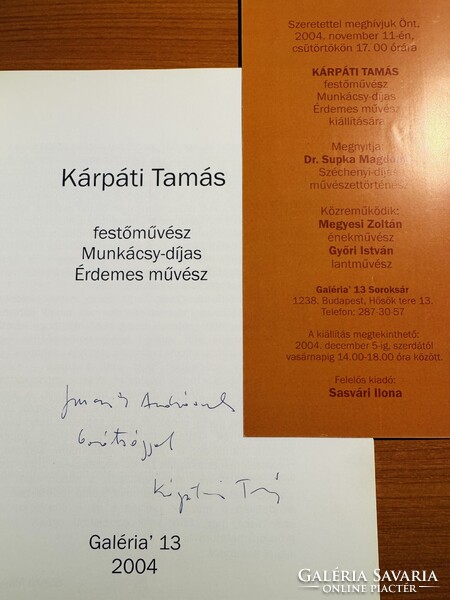 Kárpáti Tamás
festőművész
Munkácsy-díjas
Érdemes művész
barátsággal
Kárpáti Tamás
Galéria' 13
2004
Szeretettel meghívjuk Önt,
2004. november 11-én,
csütörtökön 17. 00 órára
KÁRPÁTI TAMÁS
festőművész
Munkácsy-díjas
Érdemes művész
kiállítására
Megnyitja:
Dr. Supka Magdolna
Széchenyi-díjas
művészettörténész
Közreműködik:
Megyesi Zoltán
énekművész
Győri István
lantművész
Galéria' 13 Soroksár
1238. Budapest, Hősök tere 13.
Telefon: 287-30-57
A kiállítás megtekinthető:
2004. december 5-ig, szerdától
vasárnapig 14.00-18.00 óra között
Felelős kiadó:
Sasvári Ilona
GALÉRIA SAVARIA
ONLINE PIACTÉR